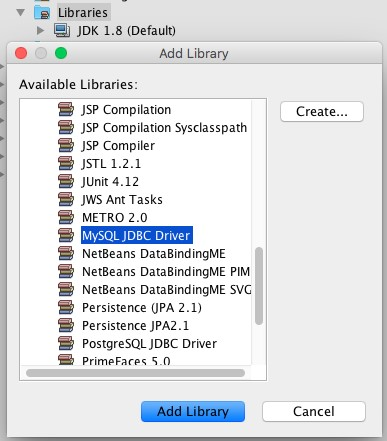 Libraries
JDK 1.8 (Default)
Add Library
Available Libraries:
JSP Compilation
Create...
JSP Compilation Sysclasspath
JSP Compiler
JSTL 1.2.1
JUnit 4.12
JWS Ant Tasks
METRO 2.0
MySQL JDBC Driver
NetBeans DataBindingME
NetBeans DataBindingME PIM
NetBeans DataBindingME SVG
Persistence (JPA 2.1)
Persistence JPA2.1
PostgreSQL JDBC Driver
PrimeFaces 5.0
Add Library
Cancel